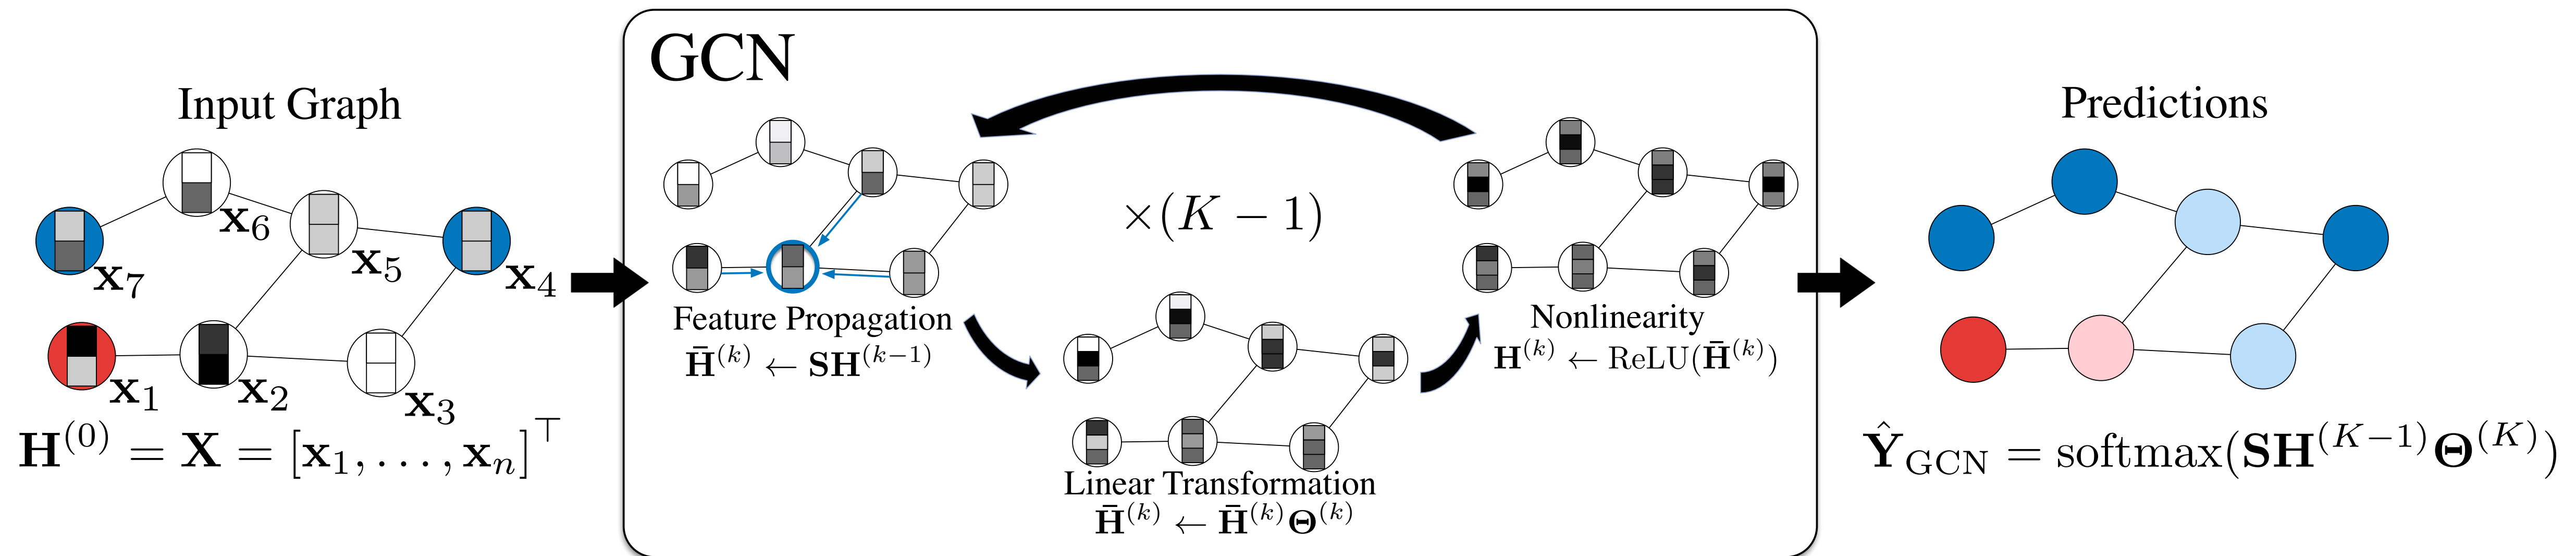 Input Graph
x₆
x₅
x₇
x₄
x₁
x₂
x₃
H⁽⁰⁾ = X = [x₁, …, xₙ]^⊤
GCN
×(K − 1)
Feature Propagation
H̄⁽ᵏ⁾ ← SH⁽ᵏ⁻¹⁾
Linear Transformation
H̄⁽ᵏ⁾ ← H̄⁽ᵏ⁾Θ⁽ᵏ⁾
Nonlinearity
H⁽ᵏ⁾ ← ReLU(H̄⁽ᵏ⁾)
Predictions
Ŷ_GCN = softmax(SH⁽ᴷ⁻¹⁾Θ⁽ᴷ⁾)